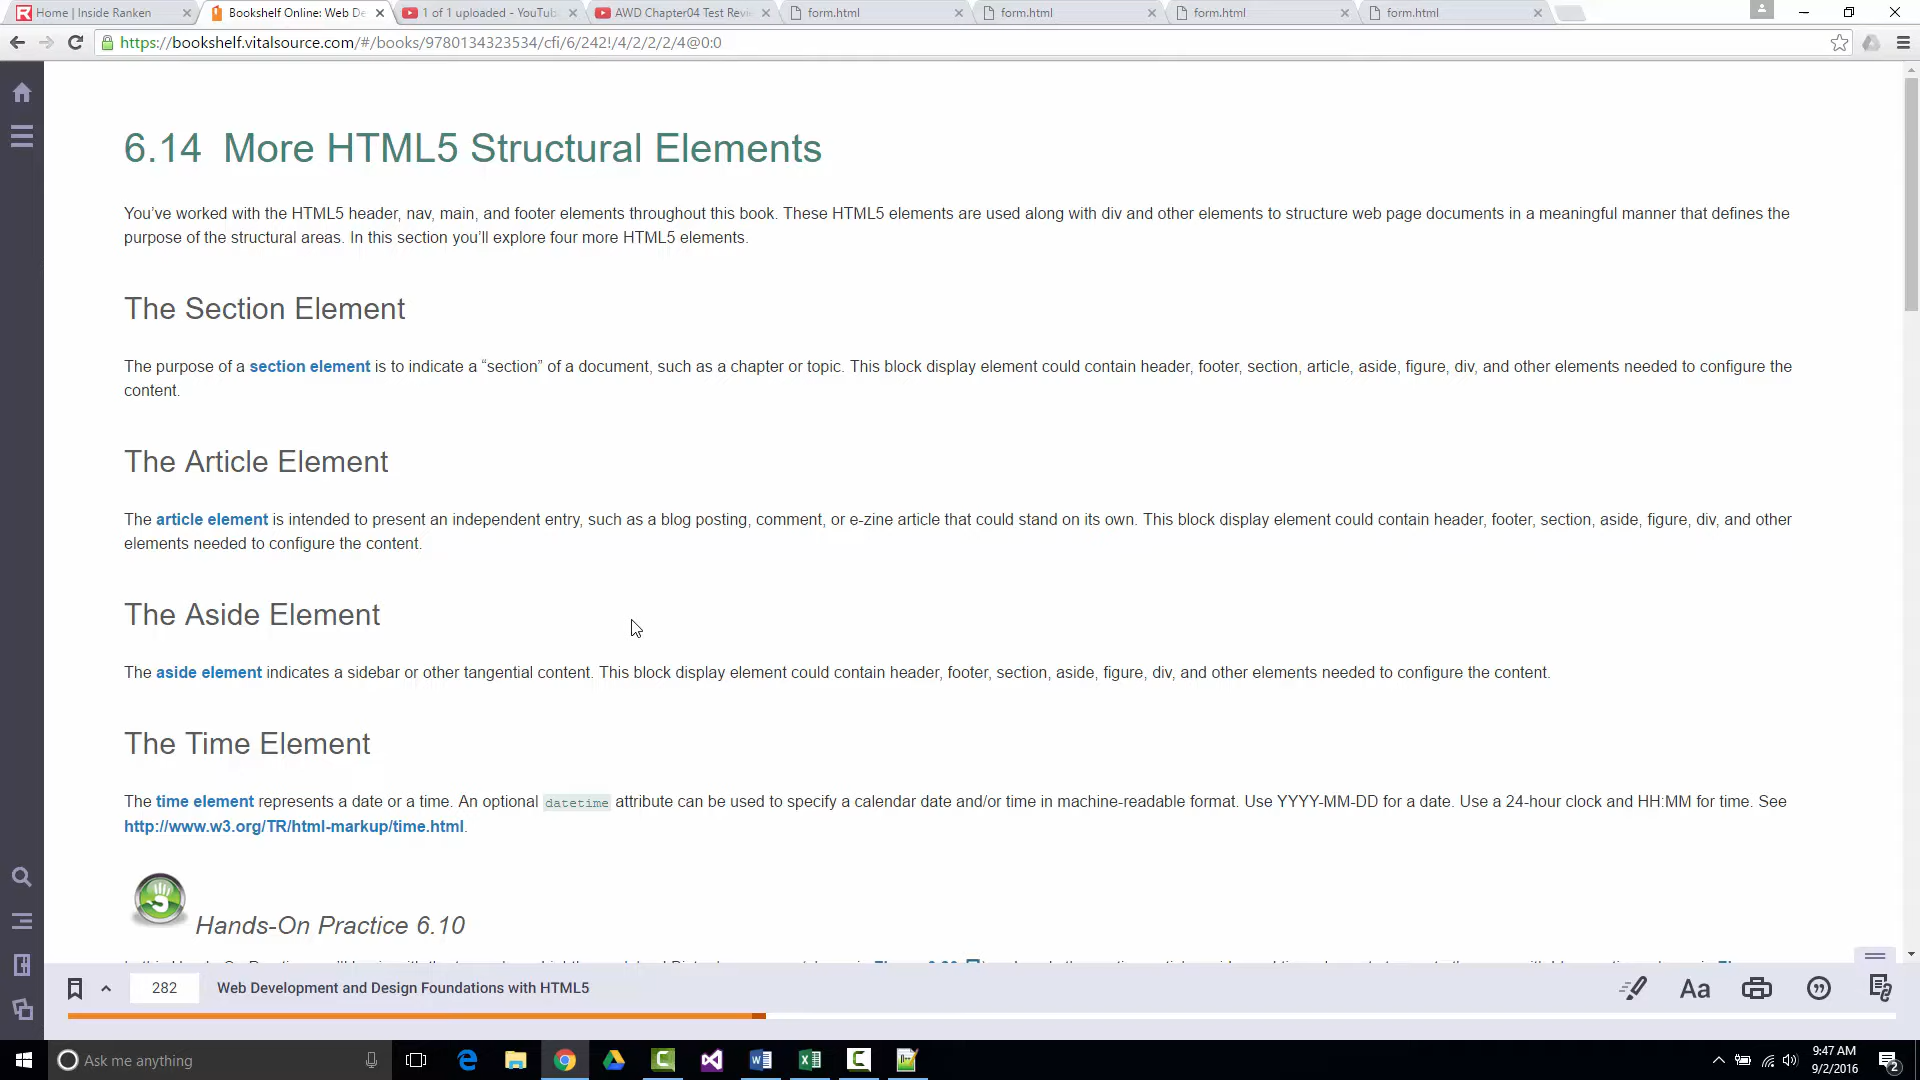 Home | Inside Ranken
Bookshelf Online: Web De
1 of 1 uploaded - YouTub
AWD Chapter04 Test Revi
form.html
form.html
form.html
form.html
https://bookshelf.vitalsource.com/#/books/9780134323534/cfi/6/242!/4/2/2/2/4@0:0
6.14 More HTML5 Structural Elements
You've worked with the HTML5 header, nav, main, and footer elements throughout this book. These HTML5 elements are used along with div and other elements to structure web page documents in a meaningful manner that defines the
purpose of the structural areas. In this section you'll explore four more HTML5 elements.
The Section Element
The purpose of a section element is to indicate a “section” of a document, such as a chapter or topic. This block display element could contain header, footer, section, article, aside, figure, div, and other elements needed to configure the
content.
The Article Element
The article element is intended to present an independent entry, such as a blog posting, comment, or e-zine article that could stand on its own. This block display element could contain header, footer, section, aside, figure, div, and other
elements needed to configure the content.
The Aside Element
The aside element indicates a sidebar or other tangential content. This block display element could contain header, footer, section, aside, figure, div, and other elements needed to configure the content.
The Time Element
The time element represents a date or a time. An optional datetime attribute can be used to specify a calendar date and/or time in machine-readable format. Use YYYY-MM-DD for a date. Use a 24-hour clock and HH:MM for time. See
http://www.w3.org/TR/html-markup/time.html.
Hands-On Practice 6.10
282
Web Development and Design Foundations with HTML5
Aa
Ask me anything
9:47 AM
9/2/2016
2